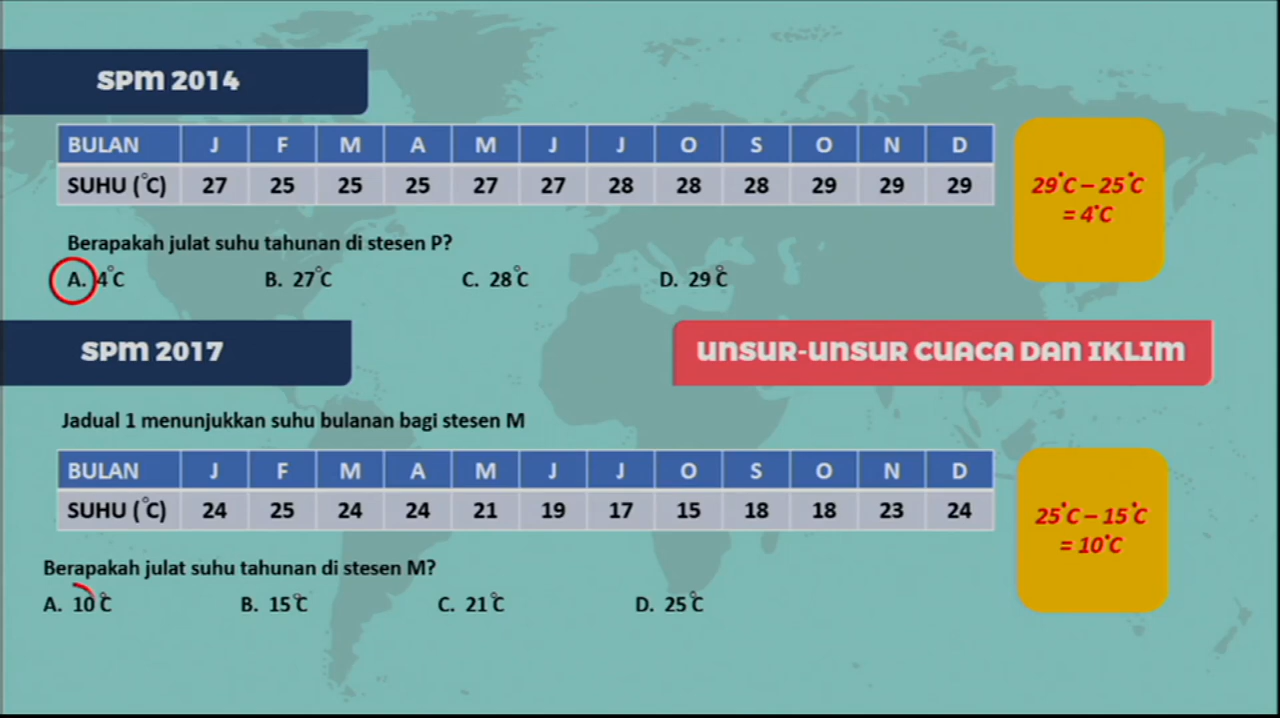 SPM 2014
BULAN J F M A M J J O S O N D
SUHU (°C) 27 25 25 25 27 27 28 28 28 29 29 29
29°C – 25°C
= 4°C
Berapakah julat suhu tahunan di stesen P?
A. 4°C B. 27°C C. 28°C D. 29°C
SPM 2017
UNSUR-UNSUR CUACA DAN IKLIM
Jadual 1 menunjukkan suhu bulanan bagi stesen M
BULAN J F M A M J J O S O N D
SUHU (°C) 24 25 24 24 21 19 17 15 18 18 23 24
25°C – 15°C
= 10°C
Berapakah julat suhu tahunan di stesen M?
A. 10°C B. 15°C C. 21°C D. 25°C